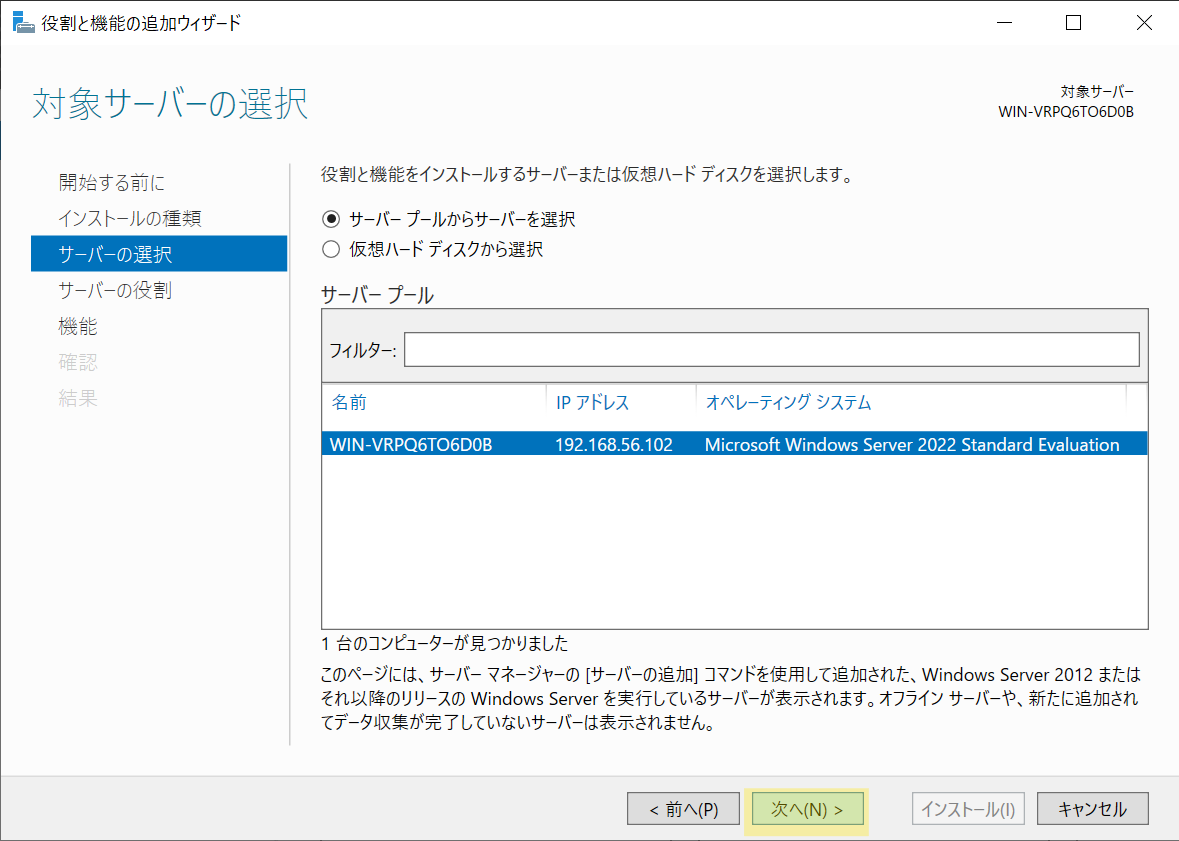 役割と機能の追加ウィザード
対象サーバーの選択
対象サーバー
WIN-VRPQ6TO6D0B
開始する前に
インストールの種類
サーバーの選択
サーバーの役割
機能
確認
結果
役割と機能をインストールするサーバーまたは仮想ハード ディスクを選択します。
サーバー プールからサーバーを選択
仮想ハード ディスクから選択
サーバー プール
フィルター:
名前 IP アドレス オペレーティング システム
WIN-VRPQ6TO6D0B 192.168.56.102 Microsoft Windows Server 2022 Standard Evaluation
1 台のコンピューターが見つかりました
このページには、サーバー マネージャーの [サーバーの追加] コマンドを使用して追加された、Windows Server 2012 または
それ以降のリリースの Windows Server を実行しているサーバーが表示されます。オフライン サーバーや、新たに追加され
てデータ収集が完了していないサーバーは表示されません。
< 前へ(P) 次へ(N) > インストール(I) キャンセル